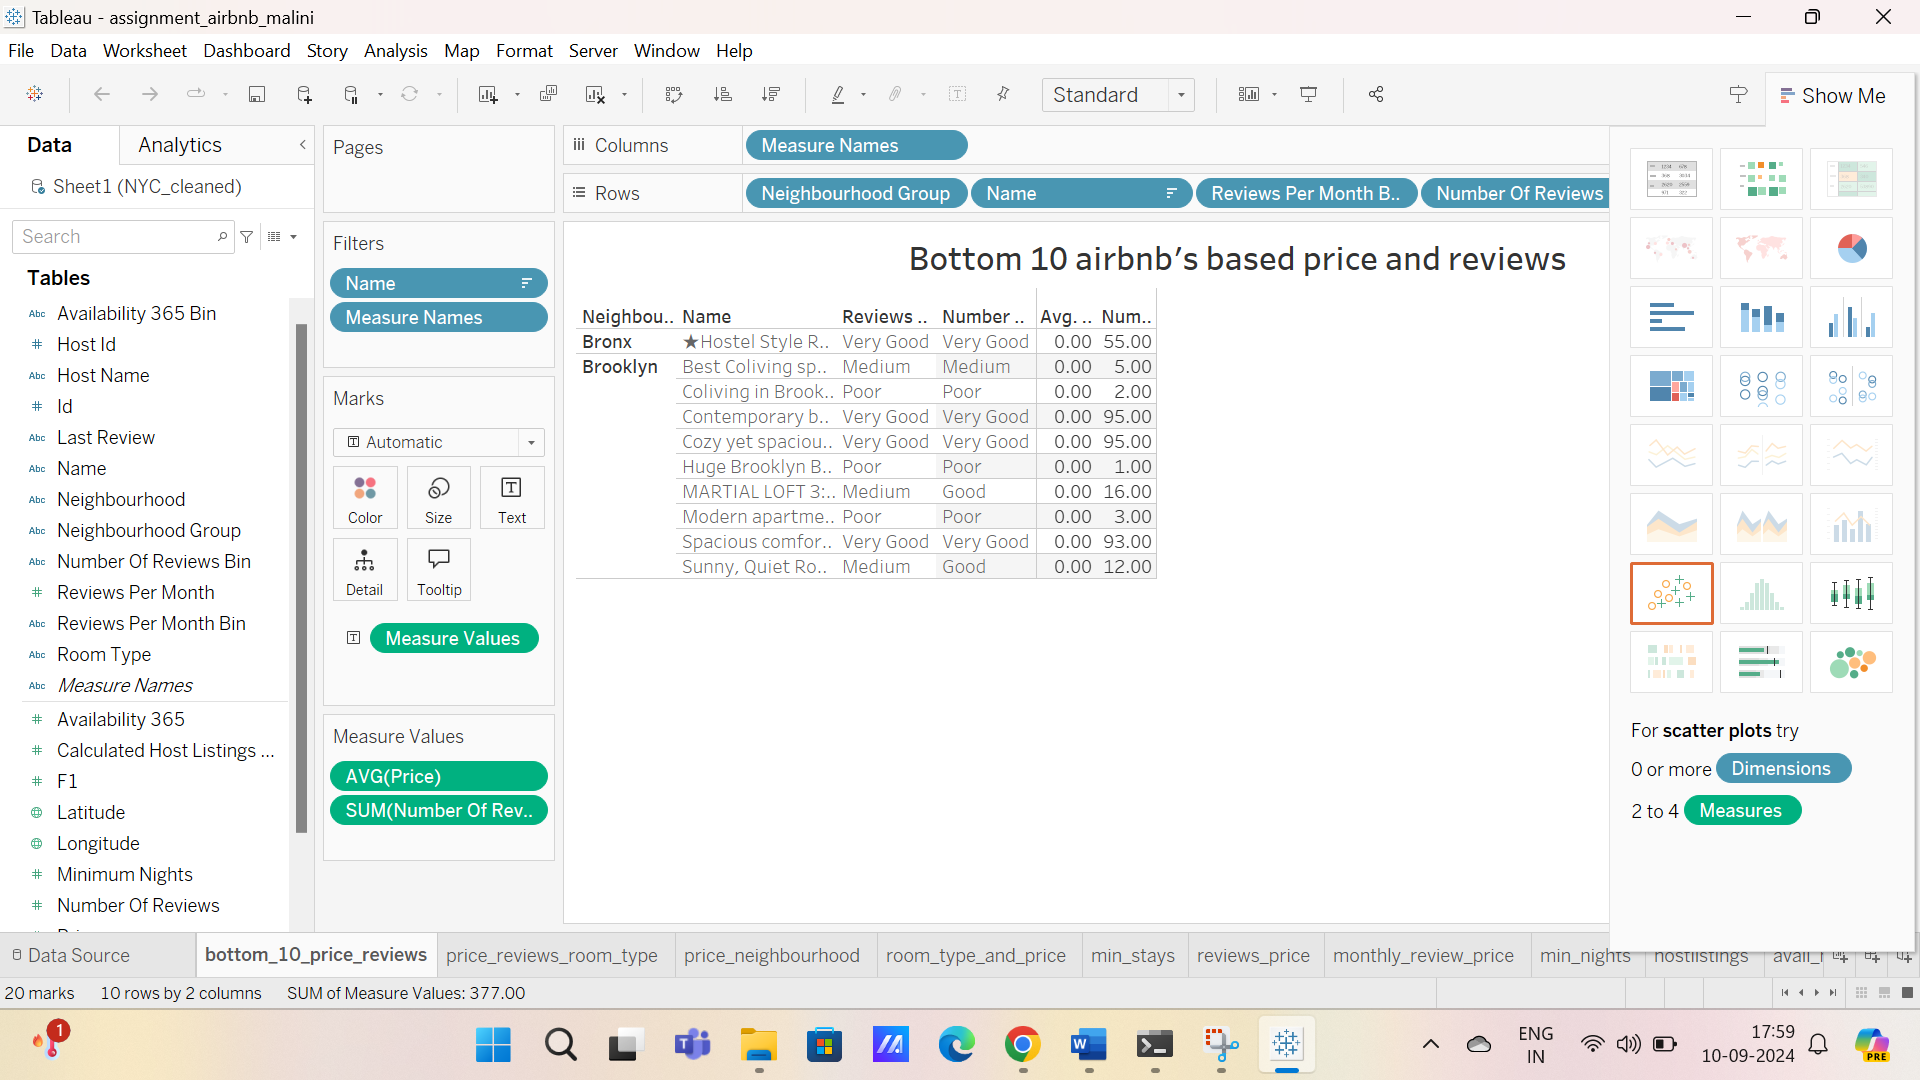 Tableau - assignment_airbnb_malini
File Data Worksheet Dashboard Story Analysis Map Format Server Window Help
Standard
Show Me
Data Analytics
Sheet1 (NYC_cleaned)
Search
Tables
Abc Availability 365 Bin
# Host Id
Abc Host Name
# Id
Abc Last Review
Abc Name
Abc Neighbourhood
Abc Neighbourhood Group
Abc Number Of Reviews Bin
# Reviews Per Month
Abc Reviews Per Month Bin
Abc Room Type
Abc Measure Names
# Availability 365
# Calculated Host Listings ...
# F1
Latitude
Longitude
# Minimum Nights
# Number Of Reviews
Pages
Filters
Name
Measure Names
Marks
Automatic
Color Size Text
Detail Tooltip
Measure Values
Measure Values
AVG(Price)
SUM(Number Of Rev..
Columns Measure Names
Rows Neighbourhood Group Name Reviews Per Month B.. Number Of Reviews
Bottom 10 airbnb's based price and reviews
Neighbou.. Name Reviews .. Number .. Avg. .. Num..
Bronx ★Hostel Style R.. Very Good Very Good 0.00 55.00
Brooklyn Best Coliving sp.. Medium Medium 0.00 5.00
Coliving in Brook.. Poor Poor 0.00 2.00
Contemporary b.. Very Good Very Good 0.00 95.00
Cozy yet spaciou.. Very Good Very Good 0.00 95.00
Huge Brooklyn B.. Poor Poor 0.00 1.00
MARTIAL LOFT 3:.. Medium Good 0.00 16.00
Modern apartme.. Poor Poor 0.00 3.00
Spacious comfor.. Very Good Very Good 0.00 93.00
Sunny, Quiet Ro.. Medium Good 0.00 12.00
For scatter plots try
0 or more Dimensions
2 to 4 Measures
Data Source bottom_10_price_reviews price_reviews_room_type price_neighbourhood room_type_and_price min_stays reviews_price monthly_review_price min_nights hostlistings
20 marks 10 rows by 2 columns SUM of Measure Values: 377.00
1
ENG
IN
17:59
10-09-2024
PRE